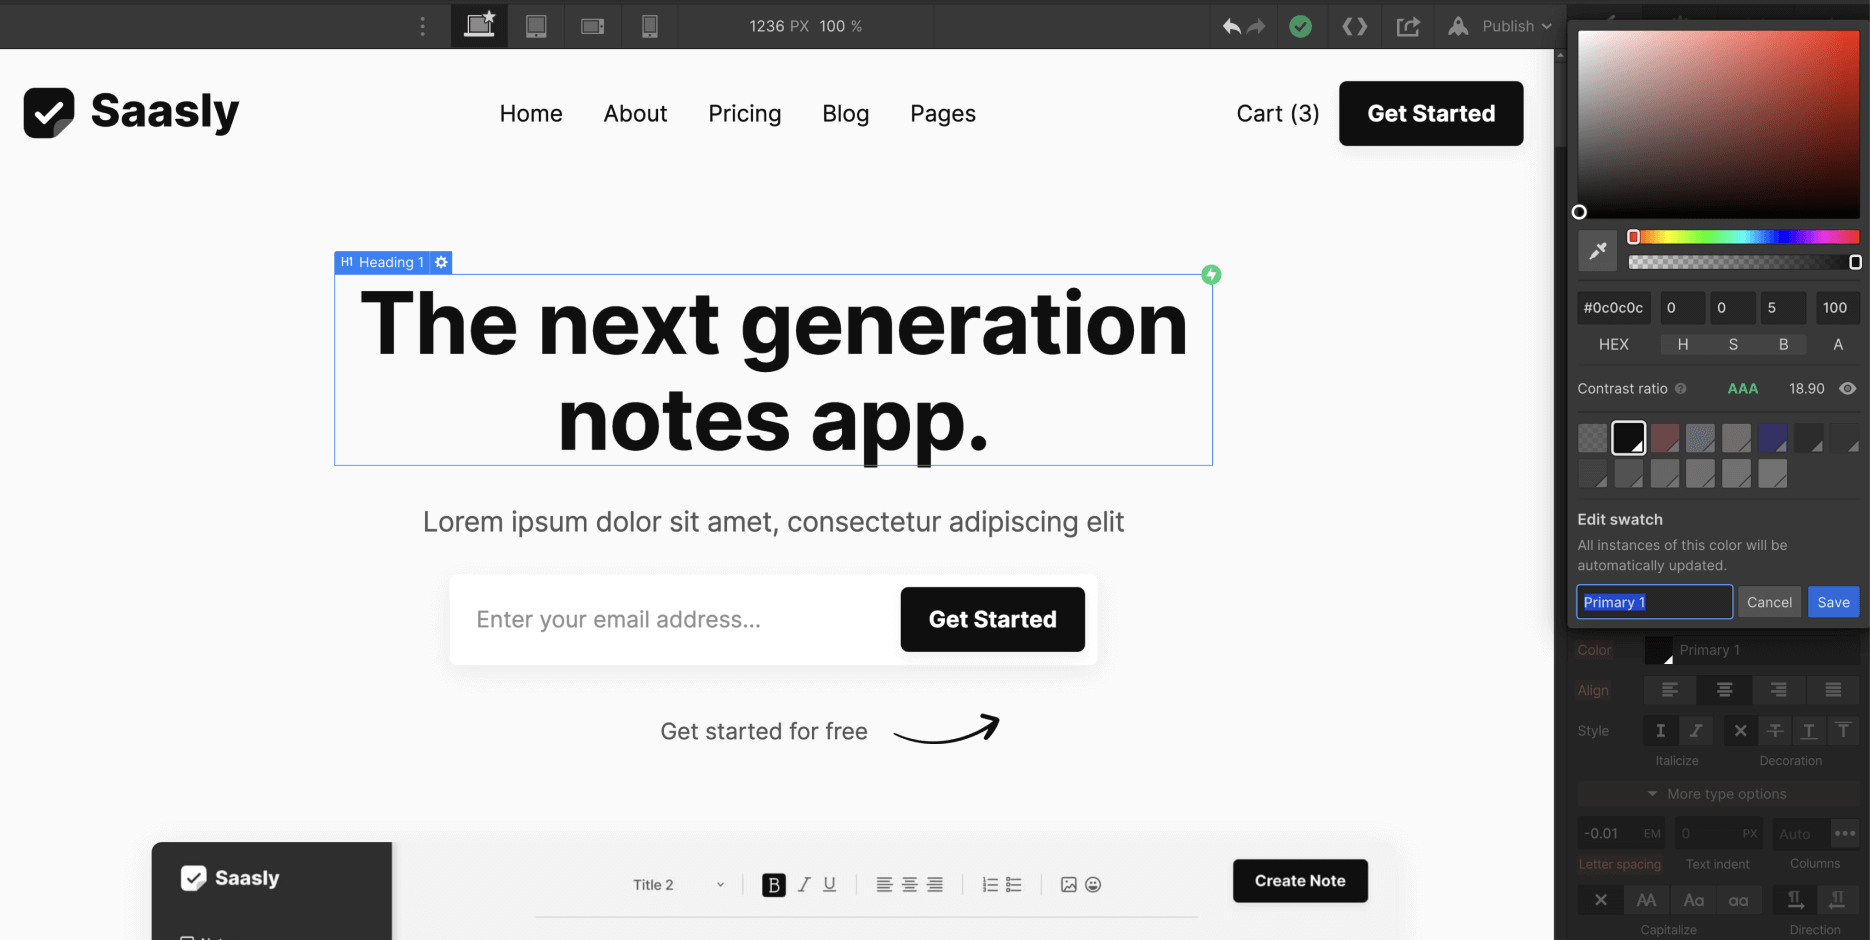 1236 PX 100 %
Publish
Saasly
Home About Pricing Blog Pages
Cart (3)
Get Started
H1 Heading 1
The next generation
notes app.
Lorem ipsum dolor sit amet, consectetur adipiscing elit
Enter your email address...
Get Started
Get started for free
Saasly
Title 2
B I U
Create Note
#0c0c0c 0 0 5 100
HEX H S B A
Contrast ratio AAA 18.90
Edit swatch
All instances of this color will be
automatically updated.
Primary 1 Cancel Save
Color Primary 1
Align
Style
Italicize Decoration
More type options
-0.01 EM 0 PX Auto
Letter spacing Text indent Columns
AA Aa aa
Capitalize Direction